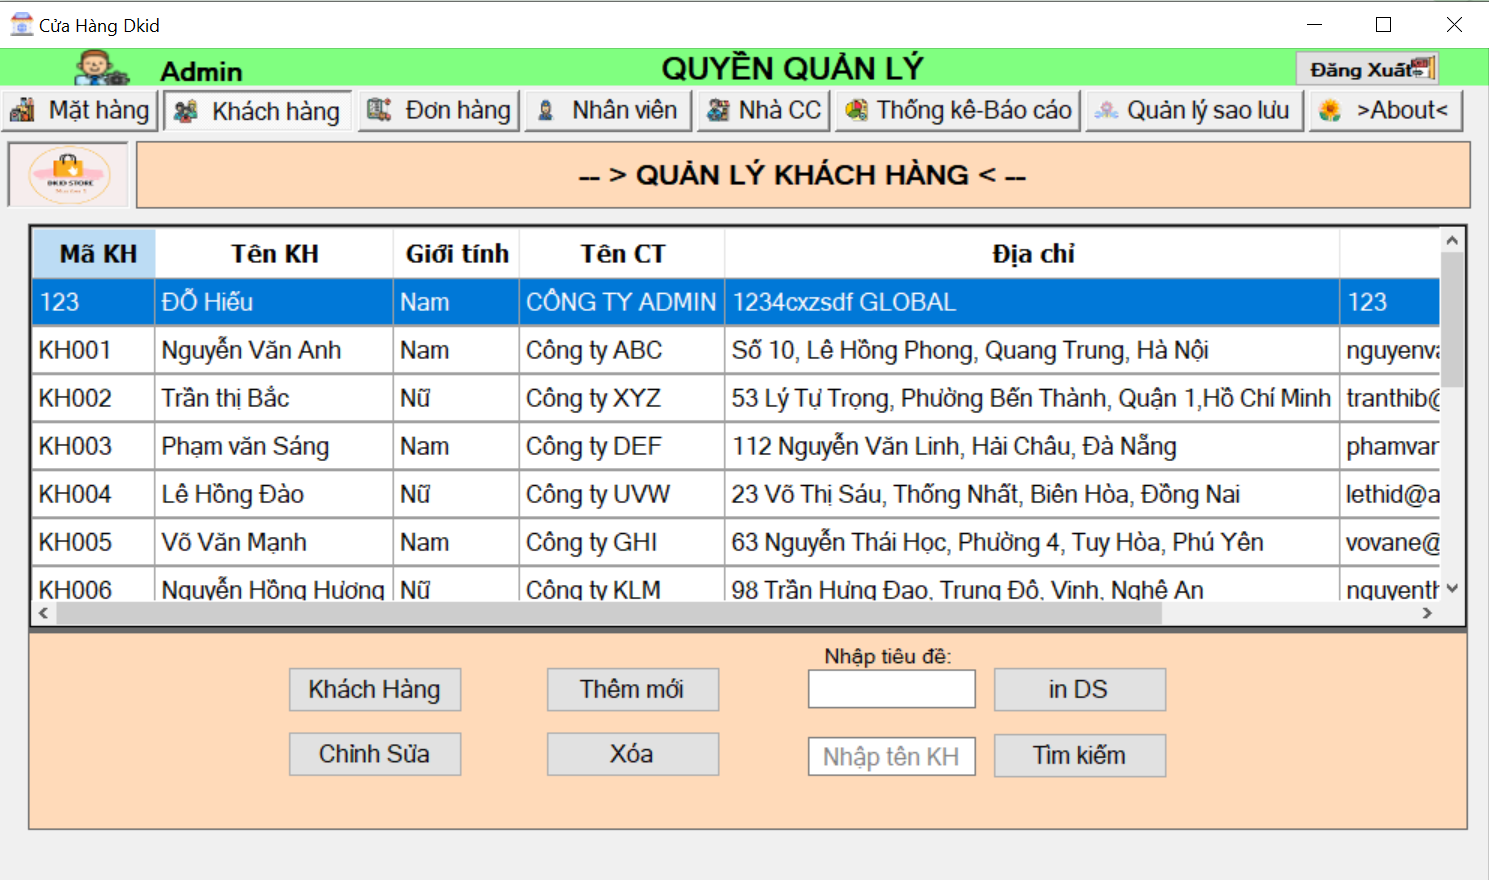 Cửa Hàng Dkid
Admin QUYỀN QUẢN LÝ Đăng Xuất
Mặt hàng Khách hàng Đơn hàng Nhân viên Nhà CC Thống kê-Báo cáo Quản lý sao lưu >About<
DKID STORE
-- > QUẢN LÝ KHÁCH HÀNG < --
Mã KH Tên KH Giới tính Tên CT Địa chỉ
123 ĐỖ Hiếu Nam CÔNG TY ADMIN 1234cxzsdf GLOBAL 123
KH001 Nguyễn Văn Anh Nam Công ty ABC Số 10, Lê Hồng Phong, Quang Trung, Hà Nội nguyenva
KH002 Trần thị Bắc Nữ Công ty XYZ 53 Lý Tự Trọng, Phường Bến Thành, Quận 1,Hồ Chí Minh tranthib@
KH003 Phạm văn Sáng Nam Công ty DEF 112 Nguyễn Văn Linh, Hải Châu, Đà Nẵng phamvar
KH004 Lê Hồng Đào Nữ Công ty UVW 23 Võ Thị Sáu, Thống Nhất, Biên Hòa, Đồng Nai lethid@a
KH005 Võ Văn Mạnh Nam Công ty GHI 63 Nguyễn Thái Học, Phường 4, Tuy Hòa, Phú Yên vovane@
KH006 Nguyễn Hồng Hương Nữ Công ty KLM 98 Trần Hưng Đạo, Trung Đô, Vinh, Nghệ An nguyenth
Nhập tiêu đề:
Khách Hàng Thêm mới in DS
Chỉnh Sửa Xóa Nhập tên KH Tìm kiếm